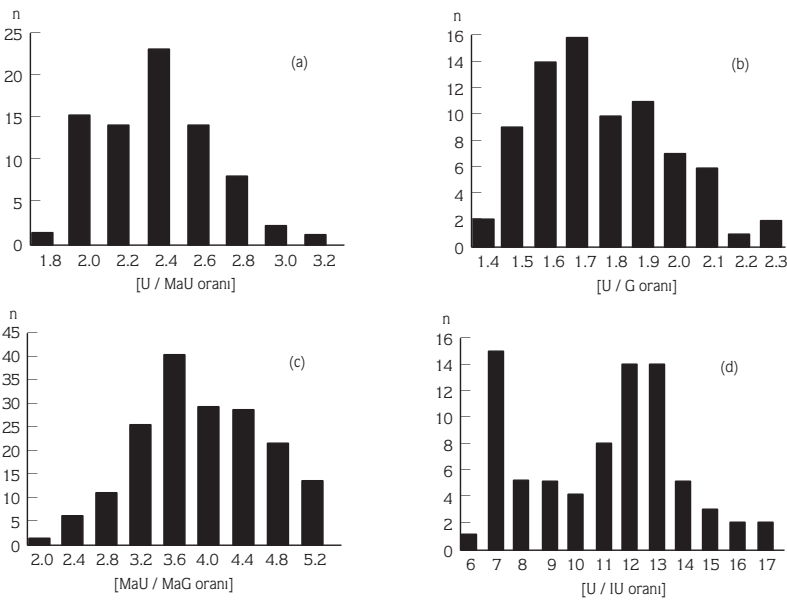 n
25
20
15
10
5
0
(a)
1.8 2.0 2.2 2.4 2.6 2.8 3.0 3.2
[U / MaU oranı]
n
16
14
12
10
8
6
4
2
0
(b)
1.4 1.5 1.6 1.7 1.8 1.9 2.0 2.1 2.2 2.3
[U / G oranı]
n
45
40
35
30
25
20
15
10
5
0
(c)
2.0 2.4 2.8 3.2 3.6 4.0 4.4 4.8 5.2
[MaU / MaG oranı]
n
16
14
12
10
8
6
4
2
0
(d)
6 7 8 9 10 11 12 13 14 15 16 17
[U / IU oranı]